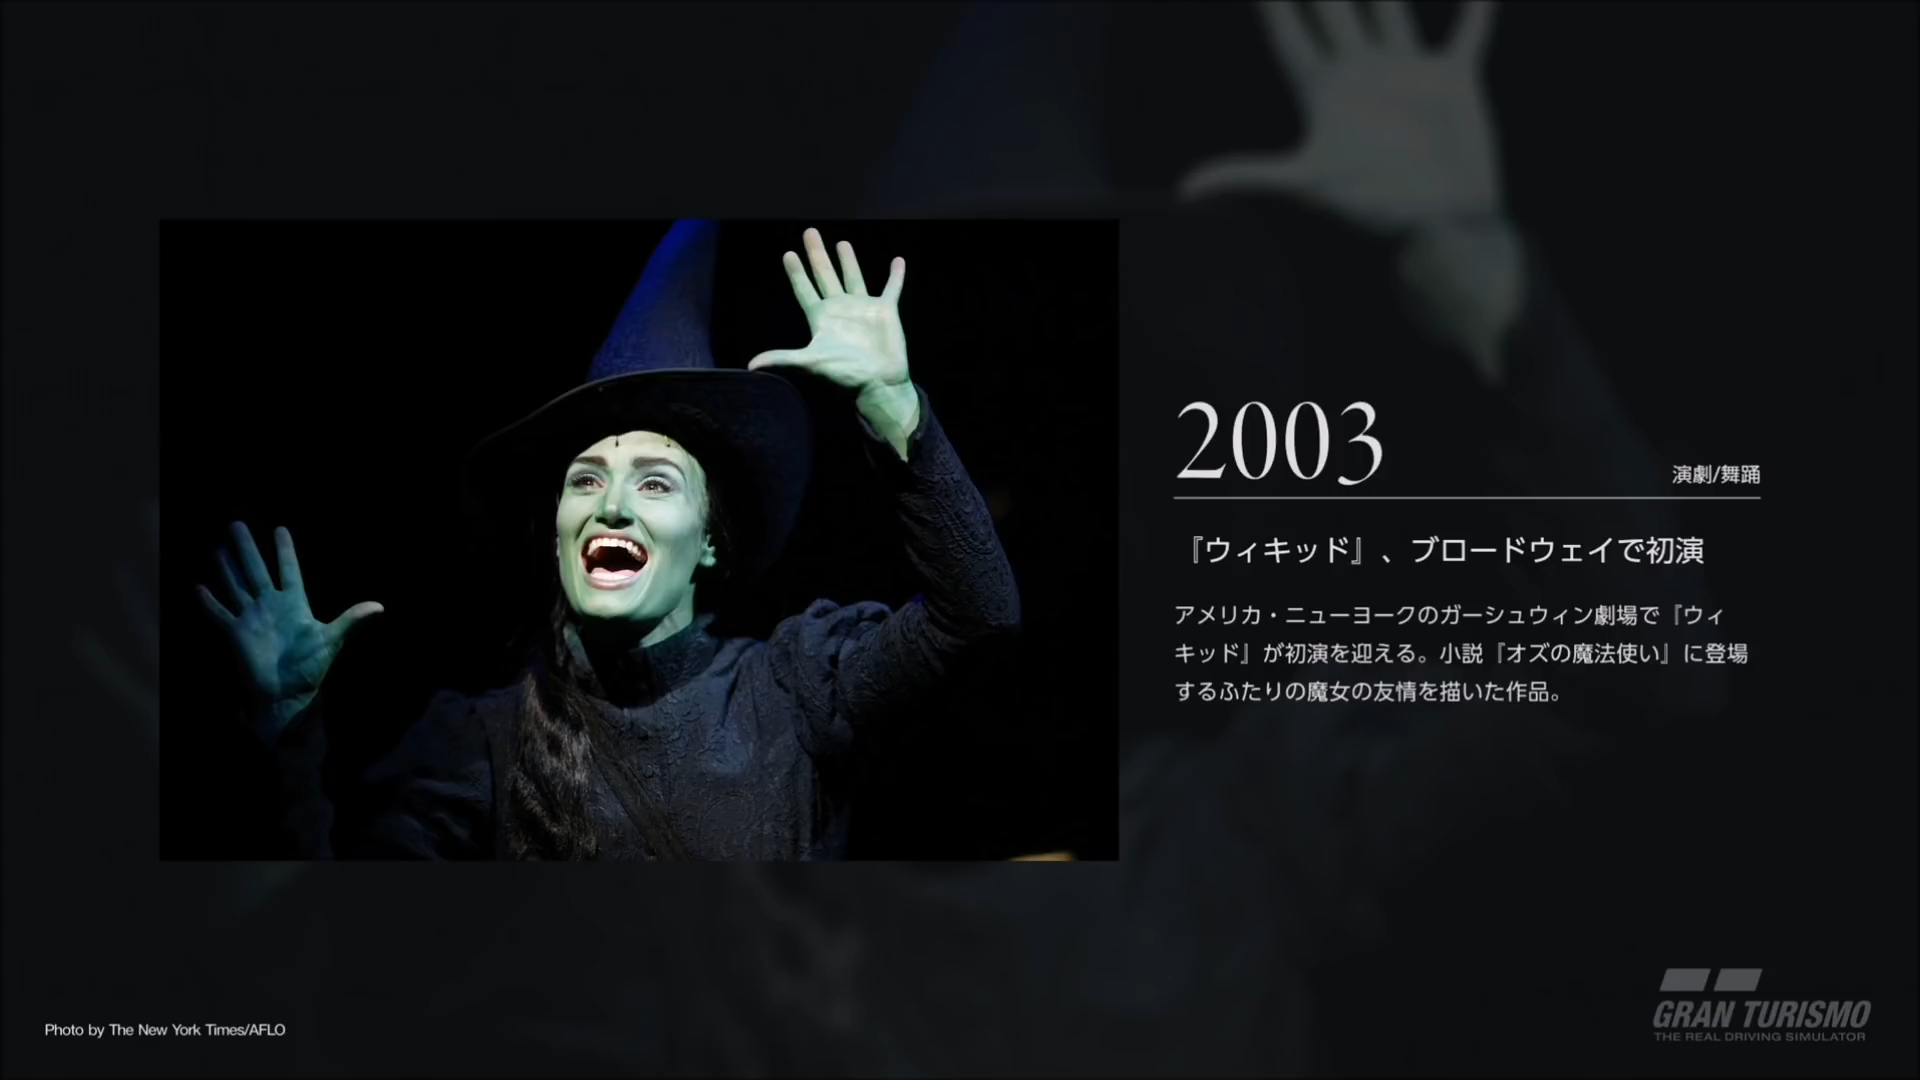 2003
演劇/舞踊
『ウィキッド』、ブロードウェイで初演
アメリカ・ニューヨークのガーシュウィン劇場で『ウィ
キッド』が初演を迎える。小説『オズの魔法使い』に登場
するふたりの魔女の友情を描いた作品。
Photo by The New York Times/AFLO
GRAN TURISMO
THE REAL DRIVING SIMULATOR